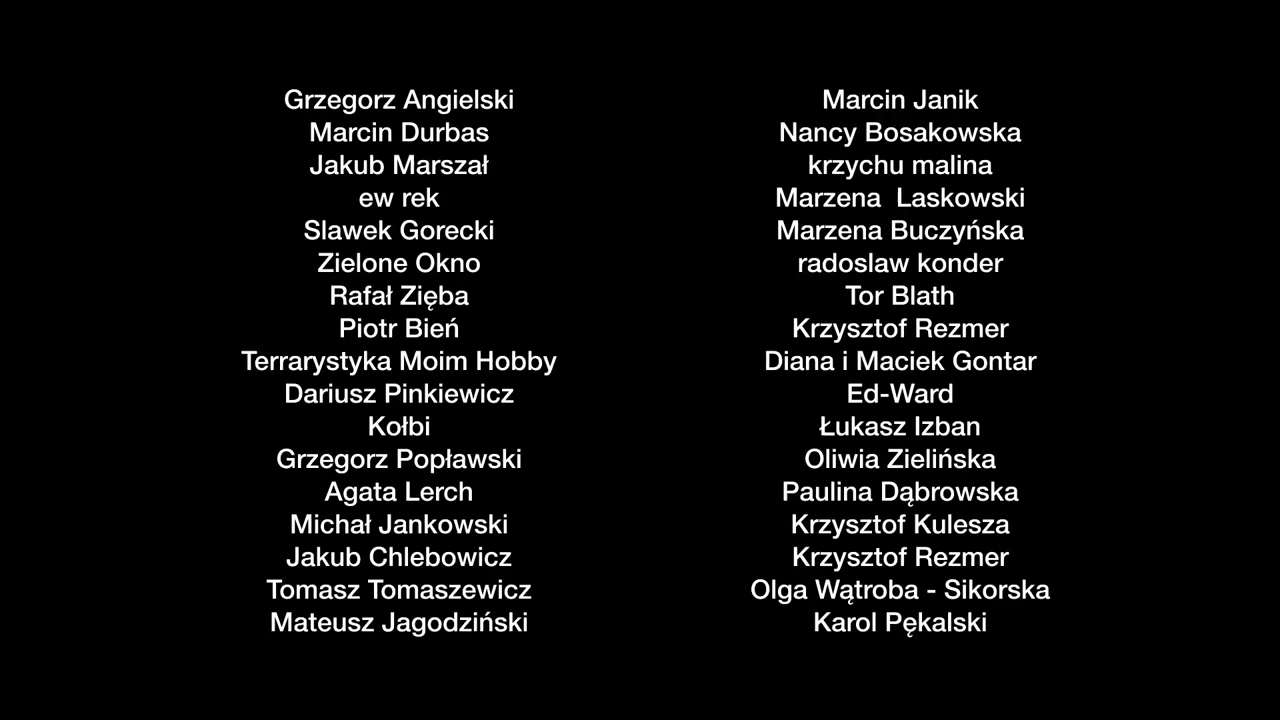 Grzegorz Angielski
Marcin Durbas
Jakub Marszał
ew rek
Slawek Gorecki
Zielone Okno
Rafał Zięba
Piotr Bień
Terrarystyka Moim Hobby
Dariusz Pinkiewicz
Kołbi
Grzegorz Popławski
Agata Lerch
Michał Jankowski
Jakub Chlebowicz
Tomasz Tomaszewicz
Mateusz Jagodziński
Marcin Janik
Nancy Bosakowska
krzychu malina
Marzena  Laskowski
Marzena Buczyńska
radoslaw konder
Tor Blath
Krzysztof Rezmer
Diana i Maciek Gontar
Ed-Ward
Łukasz Izban
Oliwia Zielińska
Paulina Dąbrowska
Krzysztof Kulesza
Krzysztof Rezmer
Olga Wątroba - Sikorska
Karol Pękalski